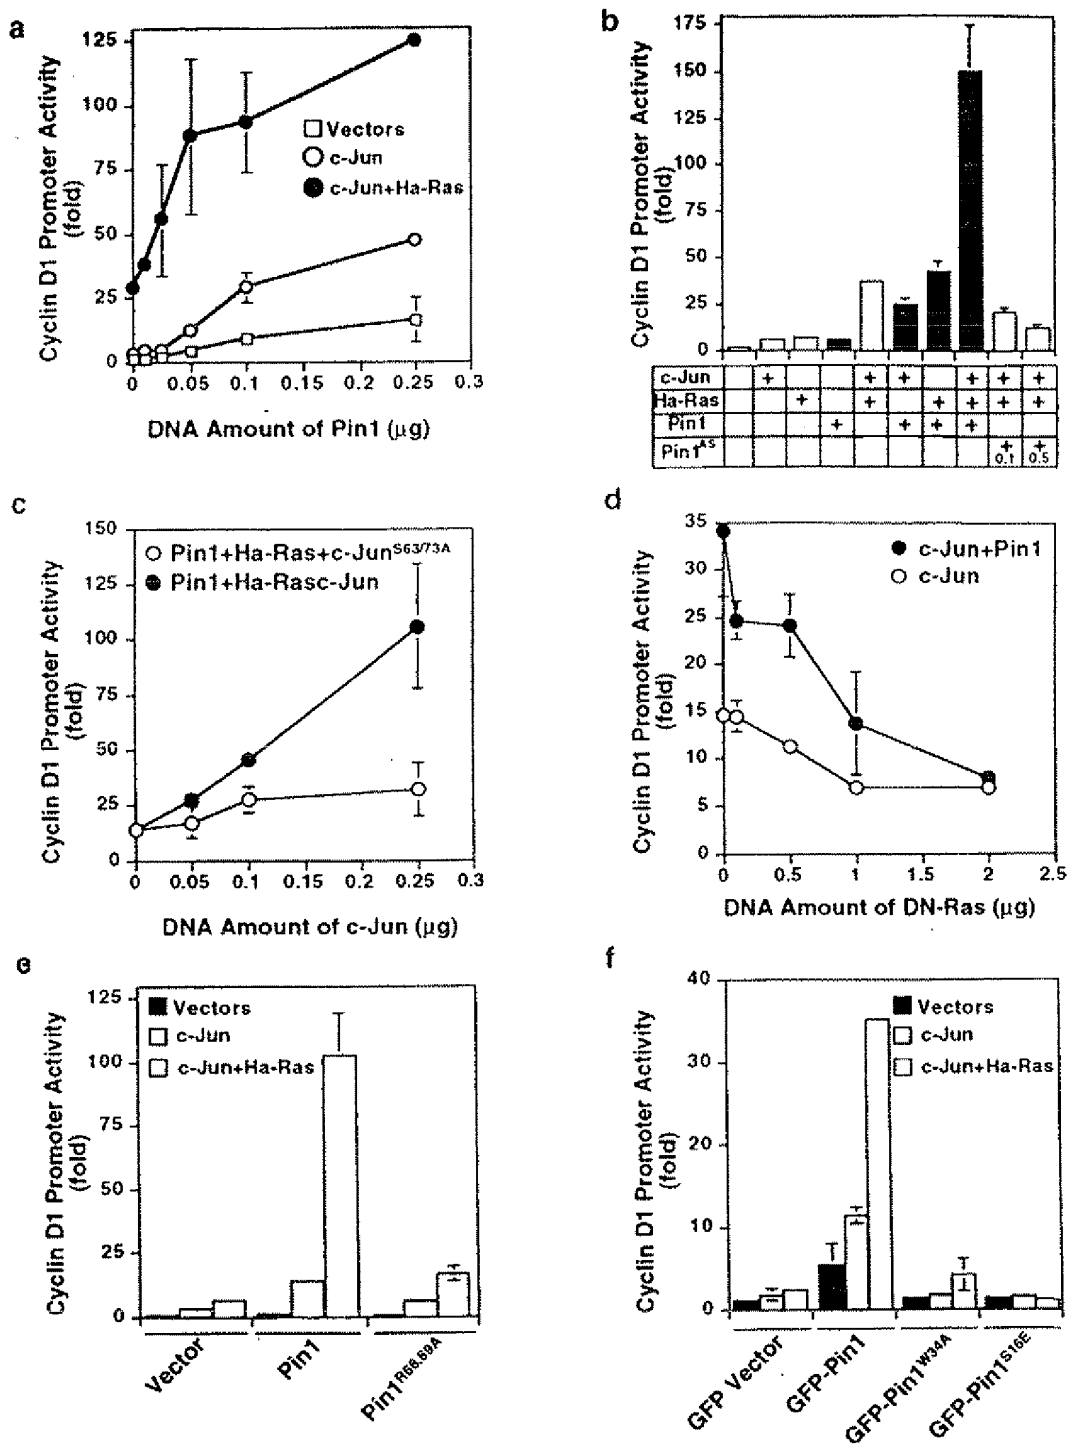 a
Cyclin D1 Promoter Activity
(fold)
125
100
75
50
25
0
Vectors
c-Jun
c-Jun+Ha-Ras
0 0.05 0.1 0.15 0.2 0.25 0.3
DNA Amount of Pin1 (μg)
b
Cyclin D1 Promoter Activity
(fold)
175
150
125
100
75
50
25
0
c-Jun + + + + + +
Ha-Ras + + + + + +
Pin1 + + + +
Pin1AS + +
0.1 0.5
c
Cyclin D1 Promoter Activity
(fold)
150
125
100
75
50
25
0
Pin1+Ha-Ras+c-JunS63/73A
Pin1+Ha-Rasc-Jun
0 0.05 0.1 0.15 0.2 0.25 0.3
DNA Amount of c-Jun (μg)
d
Cyclin D1 Promoter Activity
(fold)
35
30
25
20
15
10
5
0
c-Jun+Pin1
c-Jun
0 0.5 1 1.5 2 2.5
DNA Amount of DN-Ras (μg)
e
Cyclin D1 Promoter Activity
(fold)
125
100
75
50
25
0
Vectors
c-Jun
c-Jun+Ha-Ras
Vector
Pin1
Pin1R68,69A
f
Cyclin D1 Promoter Activity
(fold)
40
30
20
10
0
Vectors
c-Jun
c-Jun+Ha-Ras
GFP Vector
GFP-Pin1
GFP-Pin1W34A
GFP-Pin1S16E